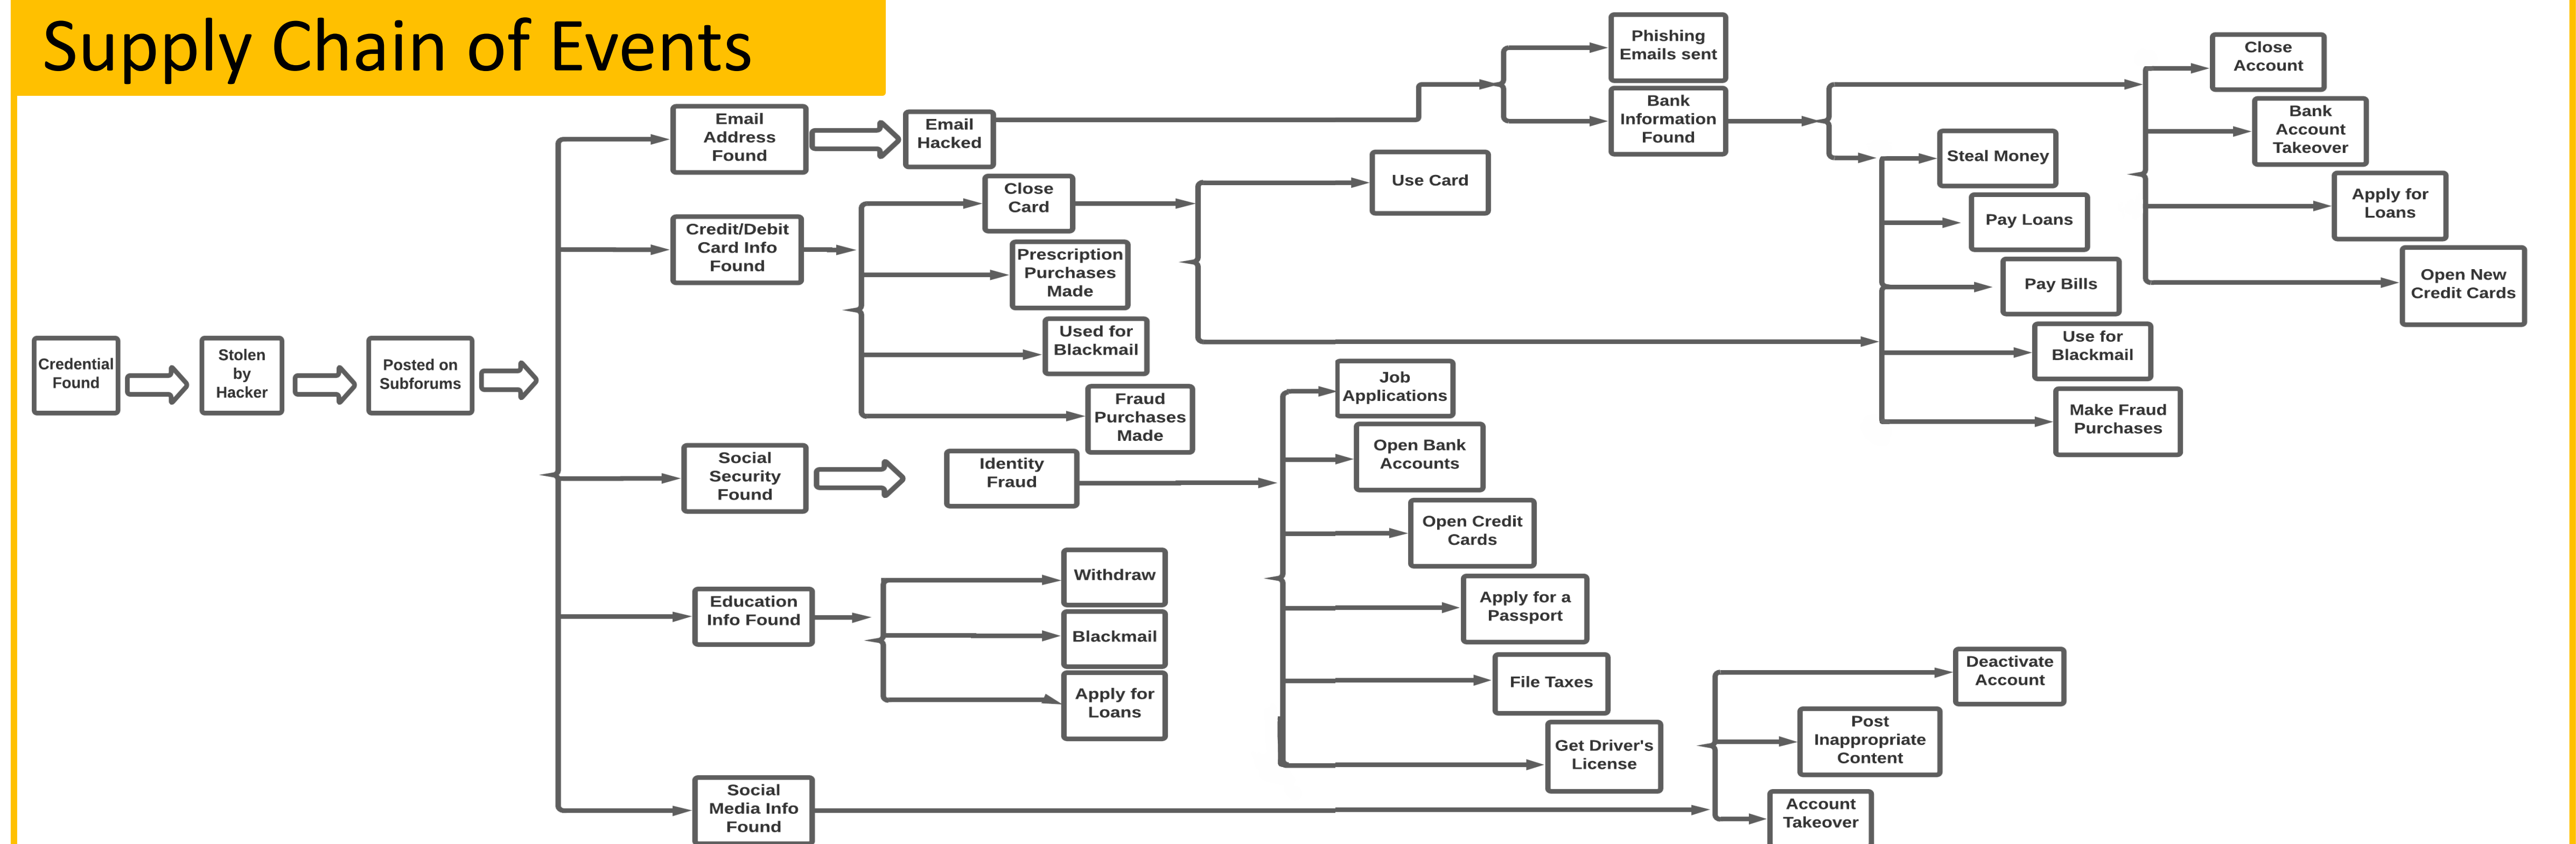 Supply Chain of Events
Credential
Found
Stolen
by
Hacker
Posted on
Subforums
Email
Address
Found
Email
Hacked
Phishing
Emails sent
Bank
Information
Found
Close
Account
Bank
Account
Takeover
Apply for
Loans
Open New
Credit Cards
Steal Money
Pay Loans
Pay Bills
Use for
Blackmail
Make Fraud
Purchases
Credit/Debit
Card Info
Found
Close
Card
Use Card
Prescription
Purchases
Made
Used for
Blackmail
Fraud
Purchases
Made
Social
Security
Found
Identity
Fraud
Job
Applications
Open Bank
Accounts
Open Credit
Cards
Apply for a
Passport
File Taxes
Get Driver's
License
Education
Info Found
Withdraw
Blackmail
Apply for
Loans
Social
Media Info
Found
Deactivate
Account
Post
Inappropriate
Content
Account
Takeover